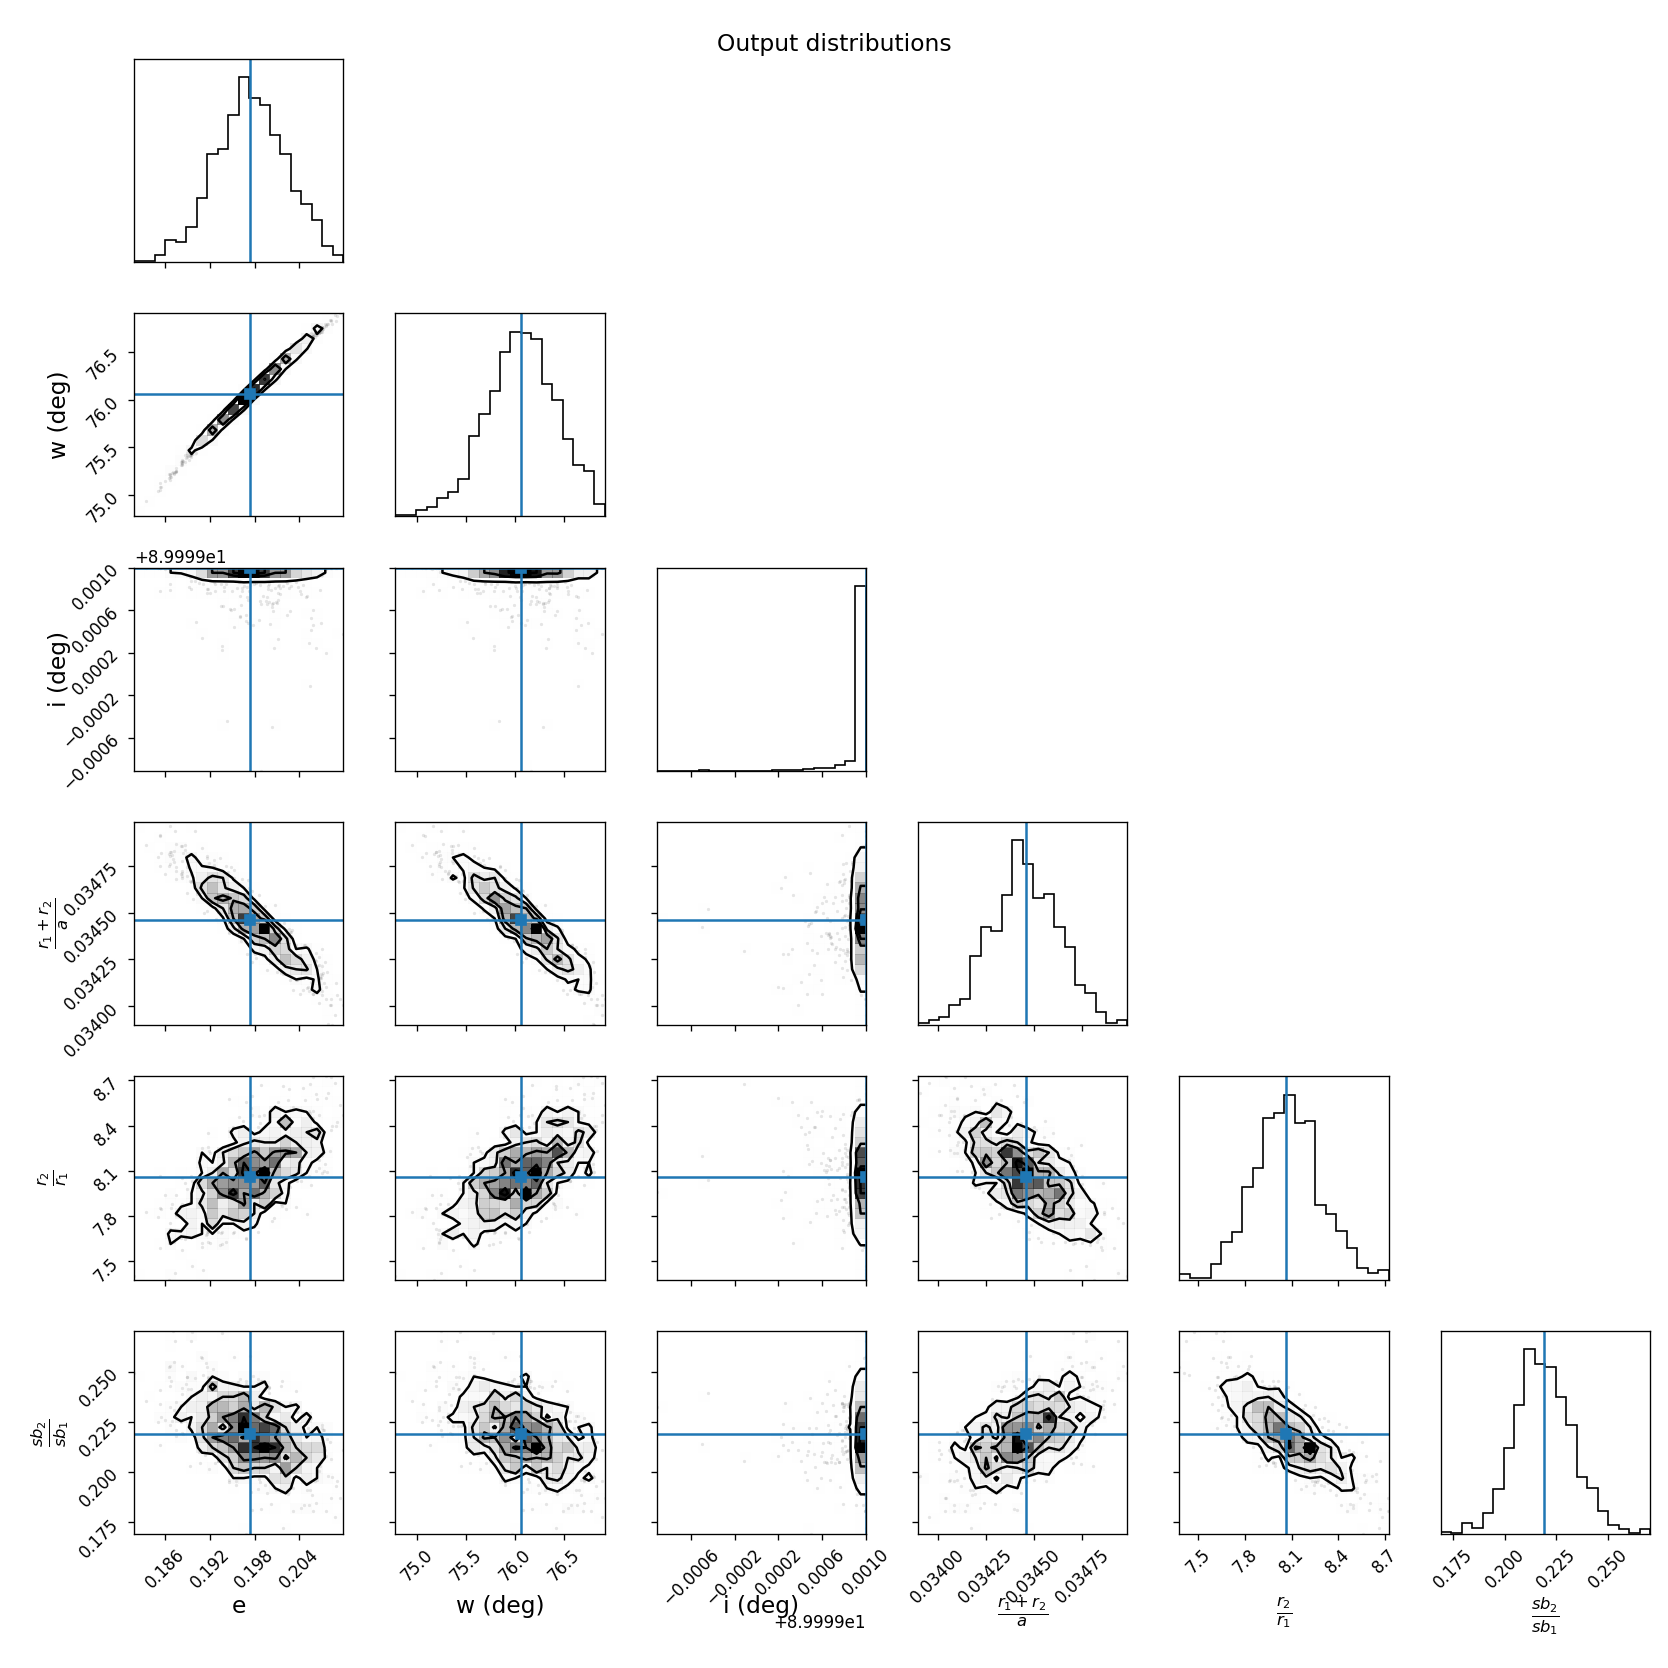 Output distributions
w (deg)
76.5
76.0
75.5
75.0
+8.9999e1
i (deg)
0.0010
0.0006
0.0002
−0.0002
−0.0006
r₁ + r₂
a
0.03475
0.03450
0.03425
0.03400
r₂
r₁
8.7
8.4
8.1
7.8
7.5
sb₂
sb₁
0.250
0.225
0.200
0.175
0.186 0.192 0.198 0.204
e
75.0 75.5 76.0 76.5
w (deg)
−0.0006 −0.0002 0.0002 0.0006 0.0010
i (deg)
+8.9999e1
0.03400 0.03425 0.03450 0.03475
r₁ + r₂
a
7.5 7.8 8.1 8.4 8.7
r₂
r₁
0.175 0.200 0.225 0.250
sb₂
sb₁